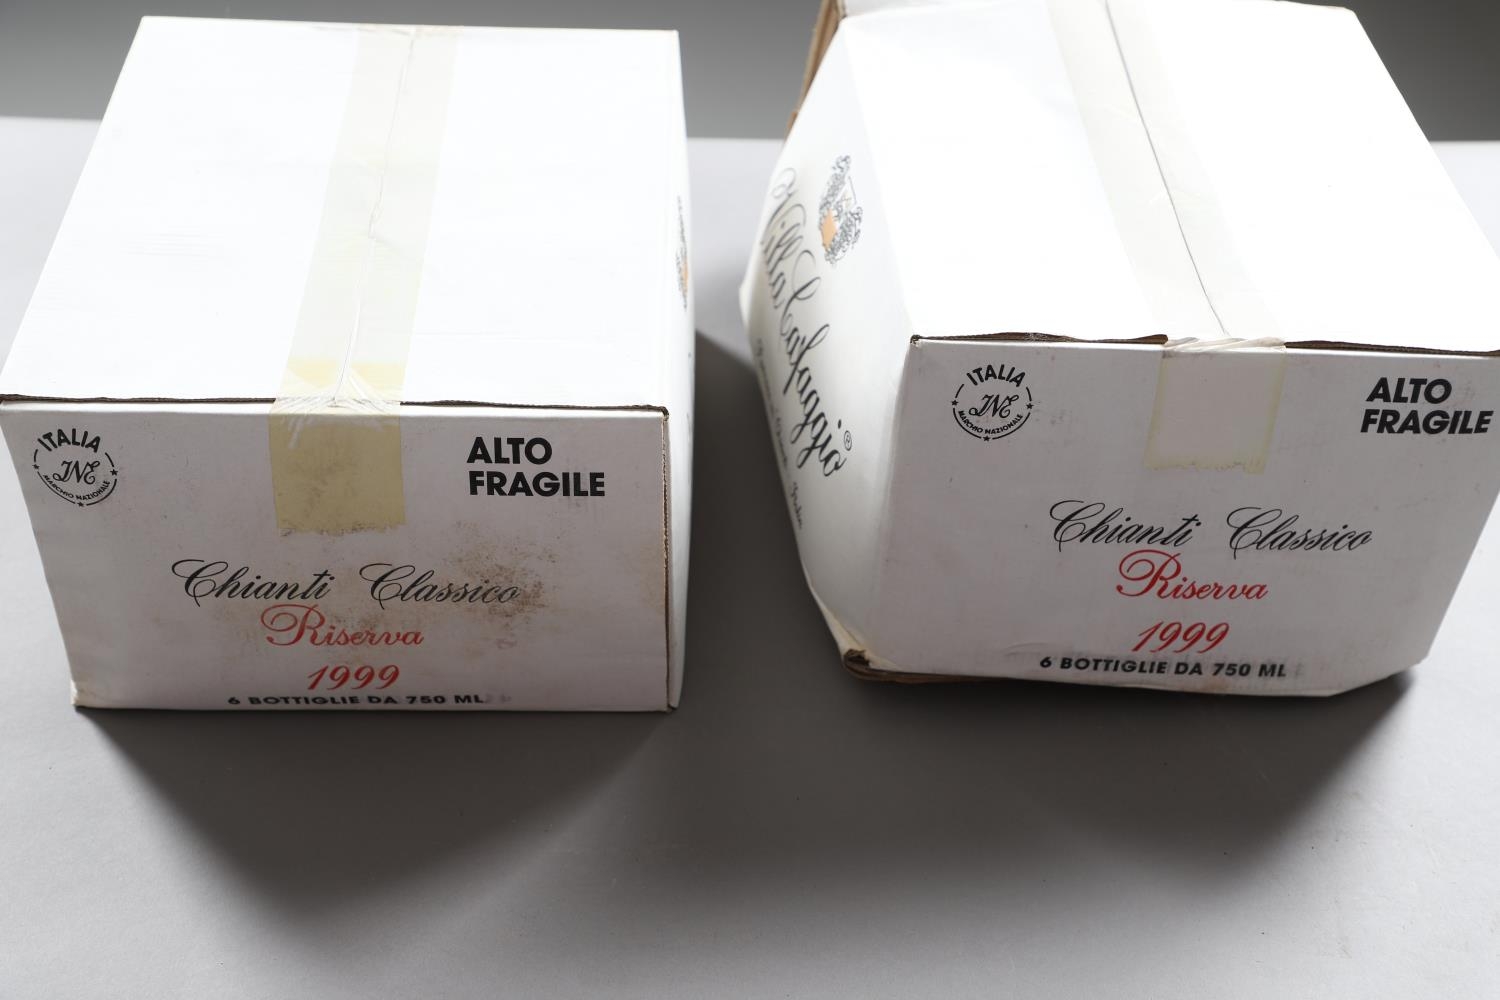 ITALIA
INE
MARCHIO NAZIONALE
ALTO
FRAGILE
Chianti Classico
Riserva
1999
6 BOTTIGLIE DA 750 ML
Villa Cafaggio®
ITALIA
INE
MARCHIO NAZIONALE
ALTO
FRAGILE
Chianti Classico
Riserva
1999
6 BOTTIGLIE DA 750 ML